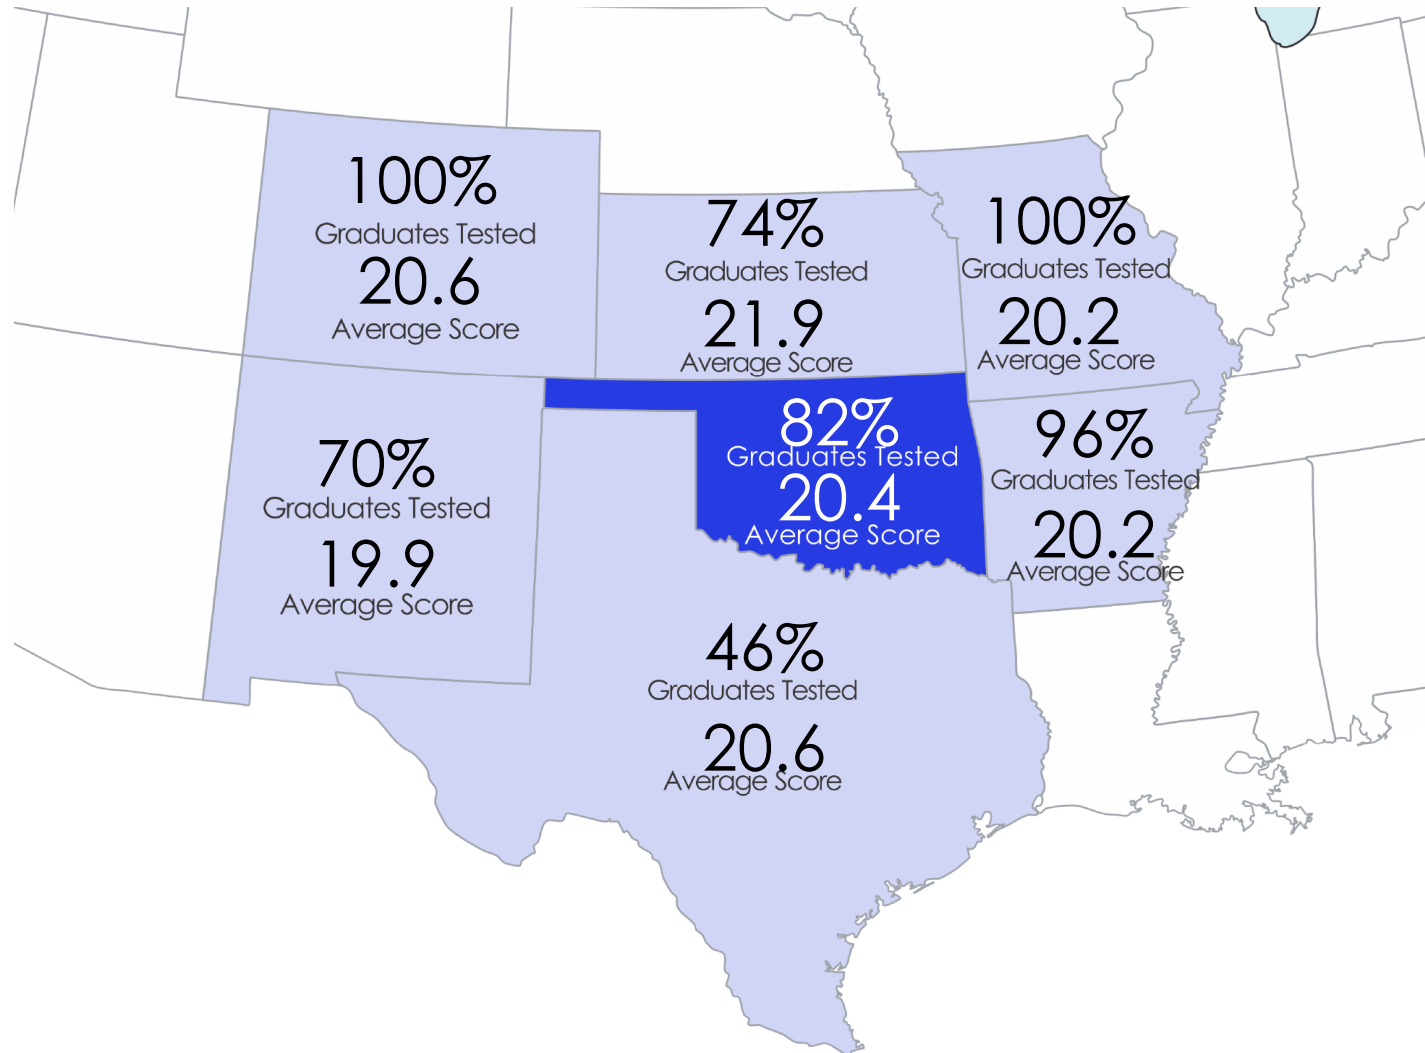 100%
Graduates Tested
20.6
Average Score
74%
Graduates Tested
21.9
Average Score
100%
Graduates Tested
20.2
Average Score
70%
Graduates Tested
19.9
Average Score
82%
Graduates Tested
20.4
Average Score
96%
Graduates Tested
20.2
Average Score
46%
Graduates Tested
20.6
Average Score